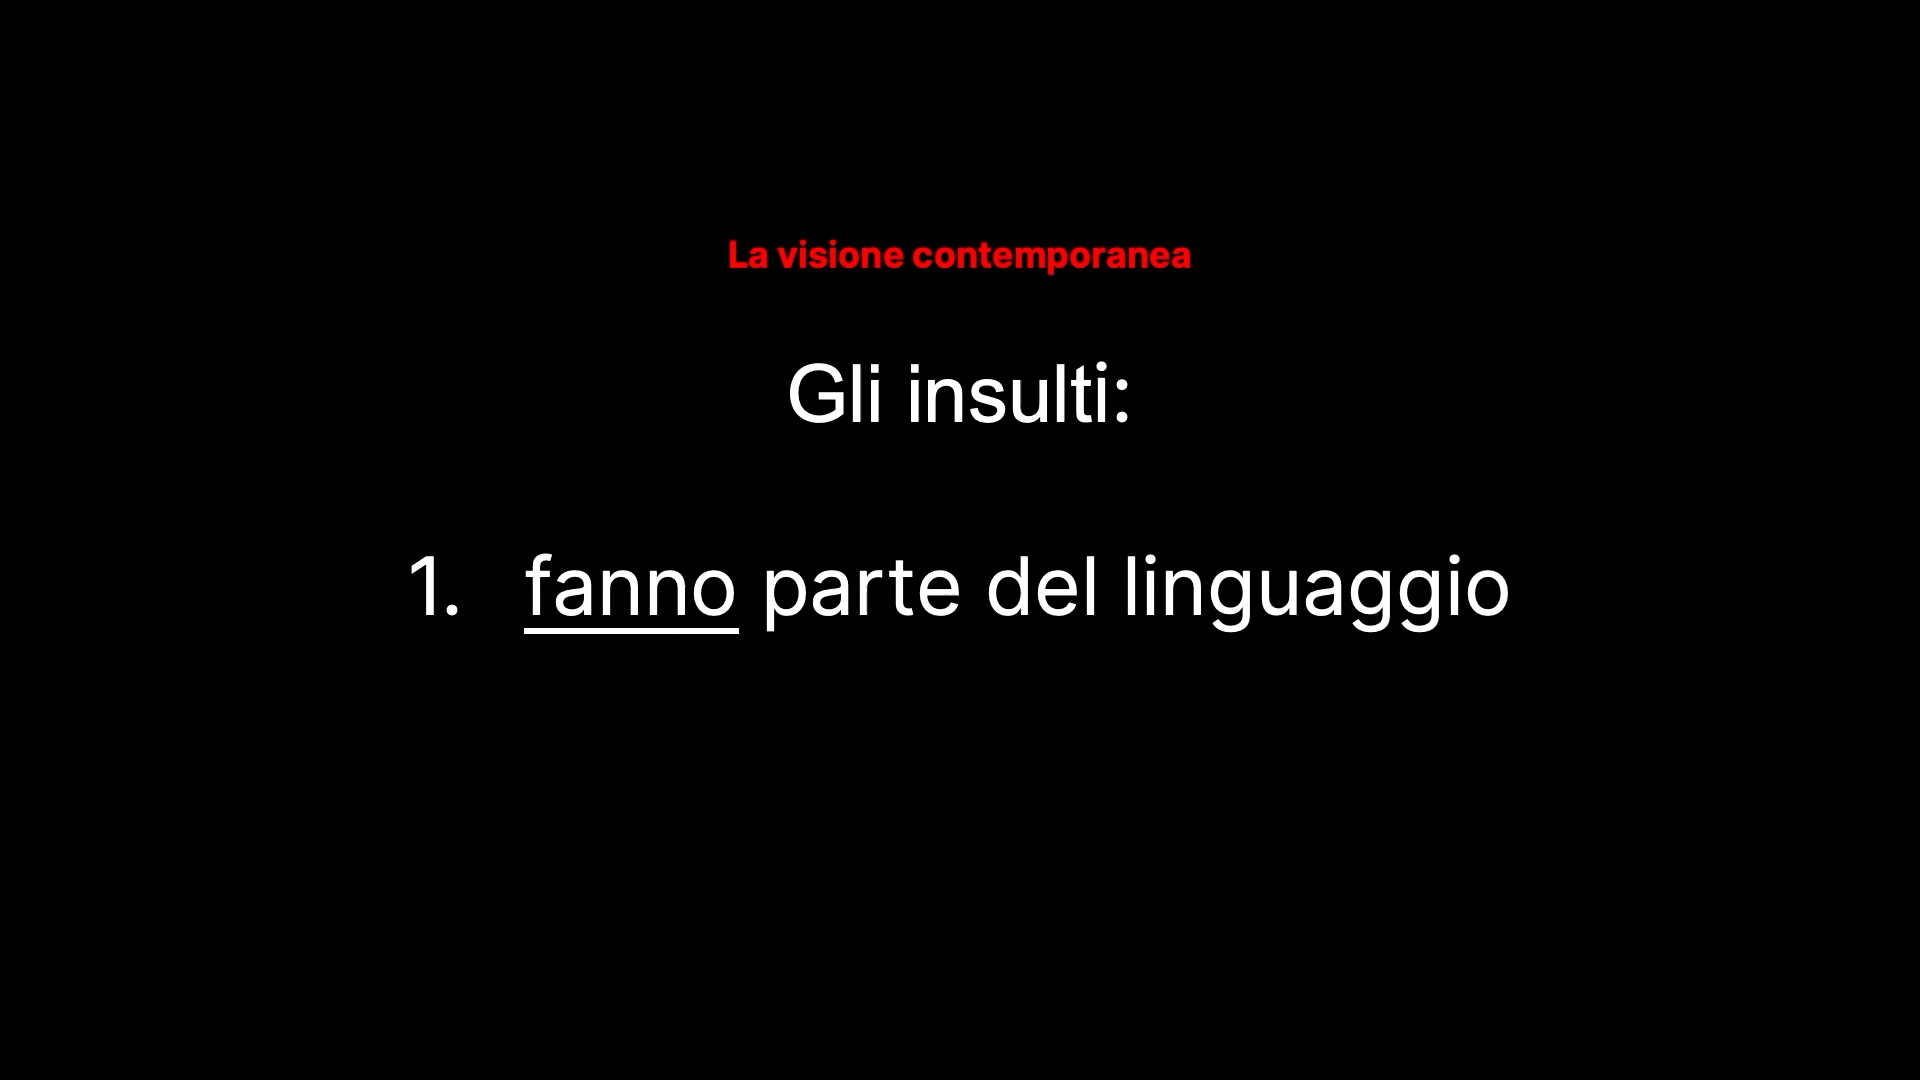 La visione contemporanea
Gli insulti:
1. fanno parte del linguaggio